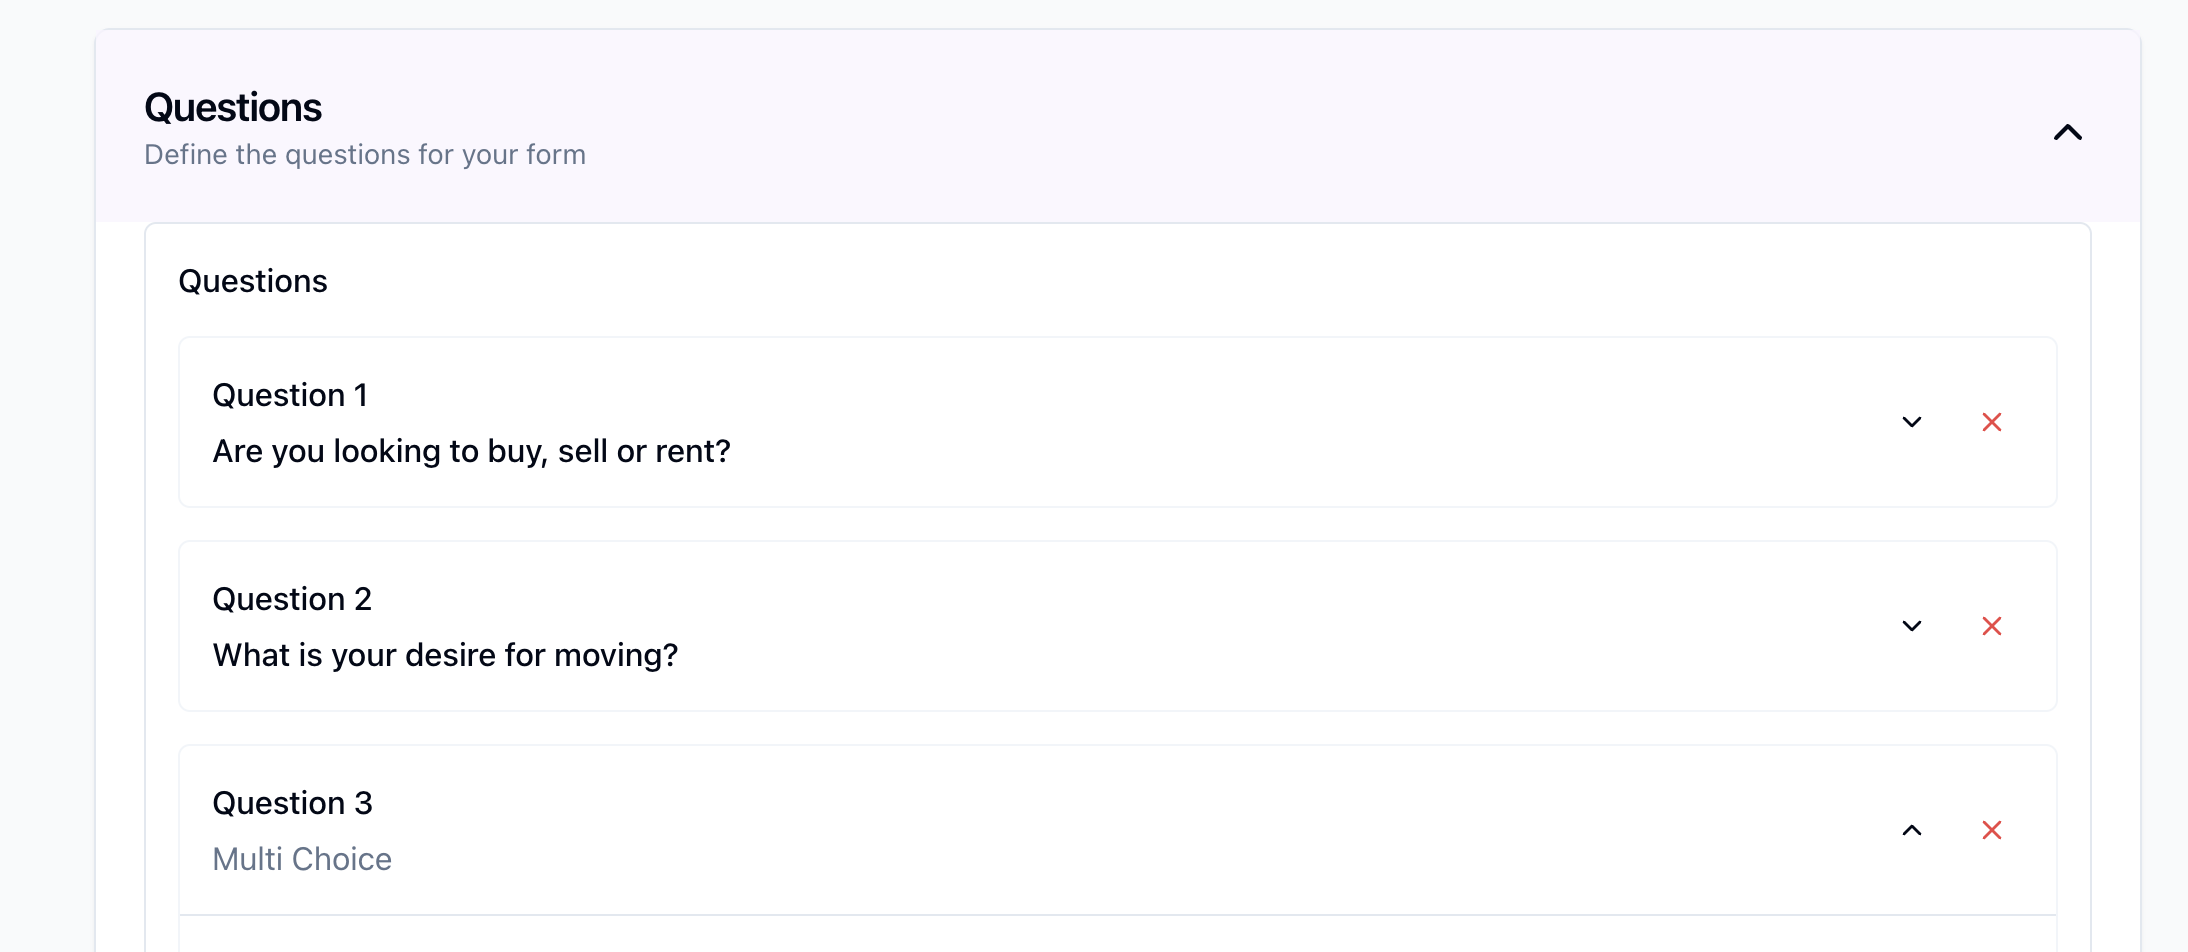 Questions
Define the questions for your form
Questions
Question 1
Are you looking to buy, sell or rent?
Question 2
What is your desire for moving?
Question 3
Multi Choice